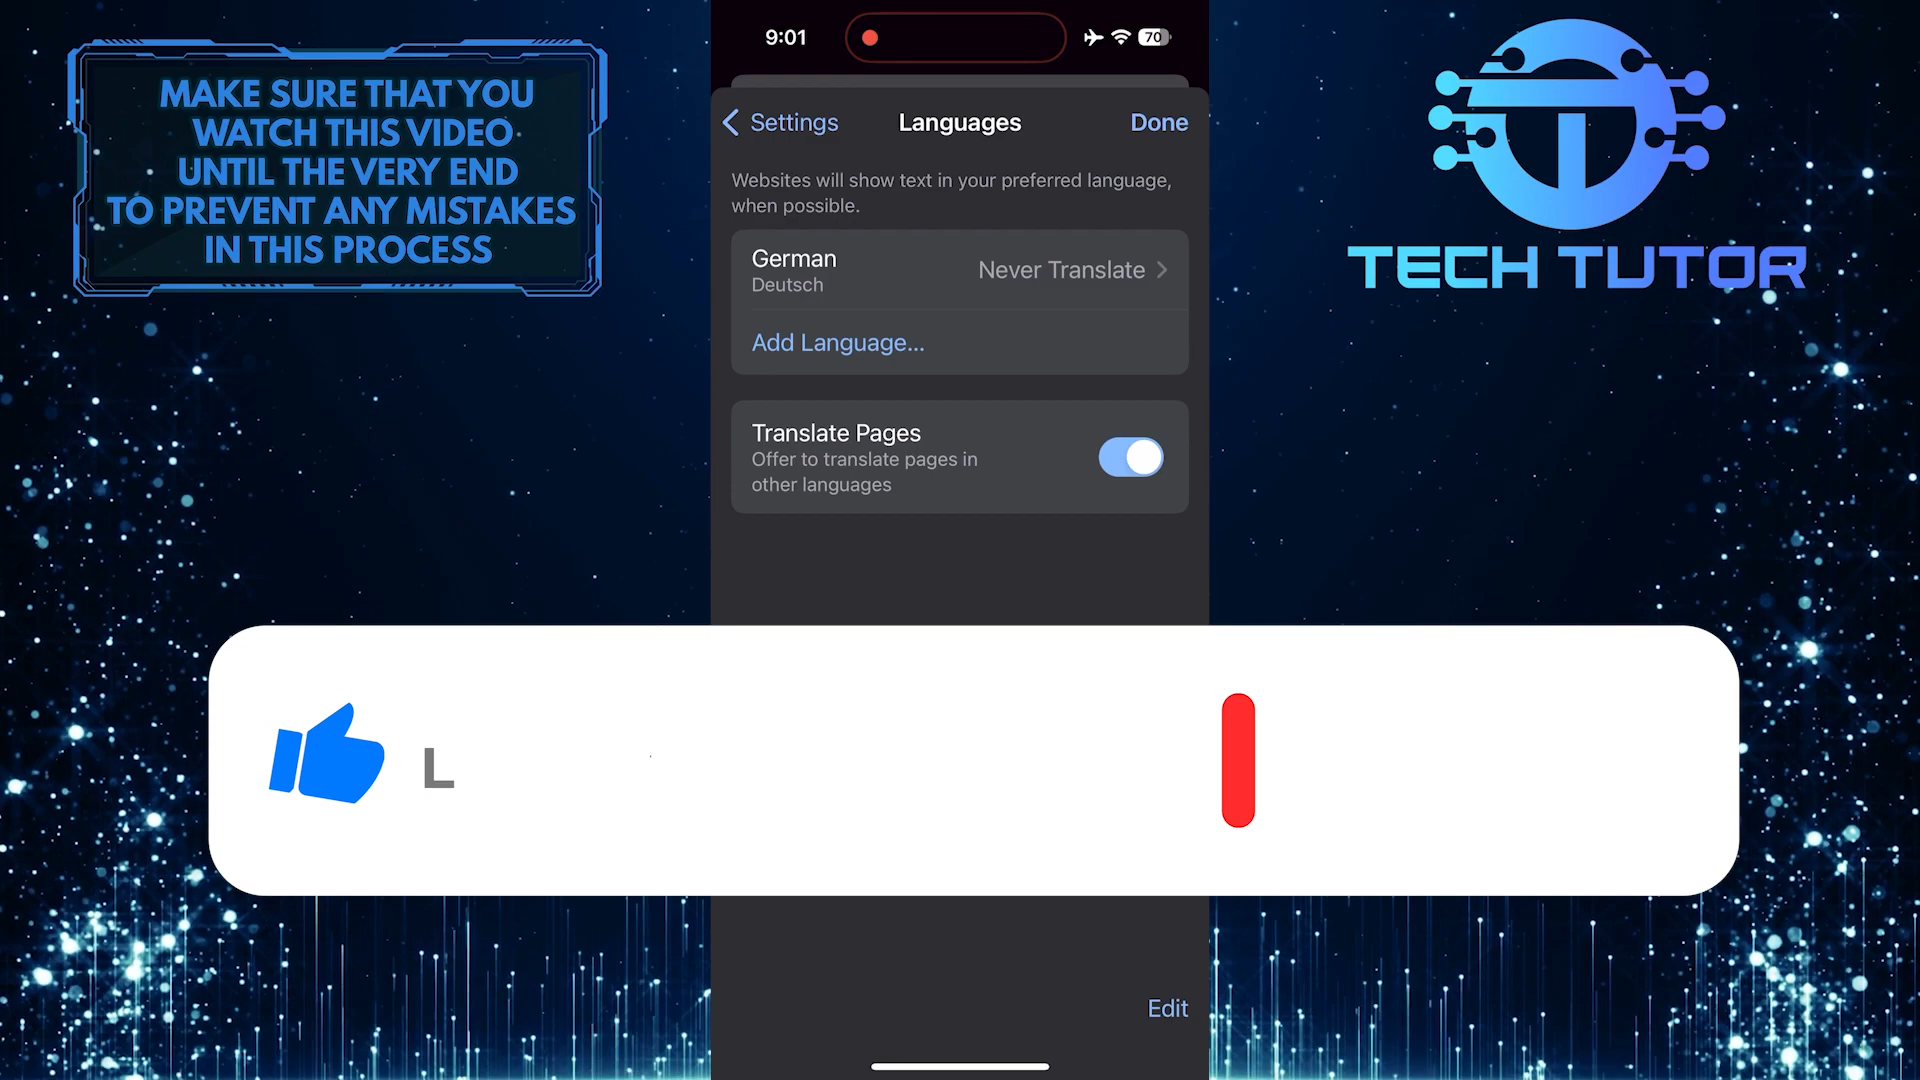 MAKE SURE THAT YOU
WATCH THIS VIDEO
UNTIL THE VERY END
TO PREVENT ANY MISTAKES
IN THIS PROCESS
9:01
70
Settings
Languages
Done
Websites will show text in your preferred language,
when possible.
German
Deutsch
Never Translate
Add Language...
Translate Pages
Offer to translate pages in
other languages
TECH TUTOR
L
Edit